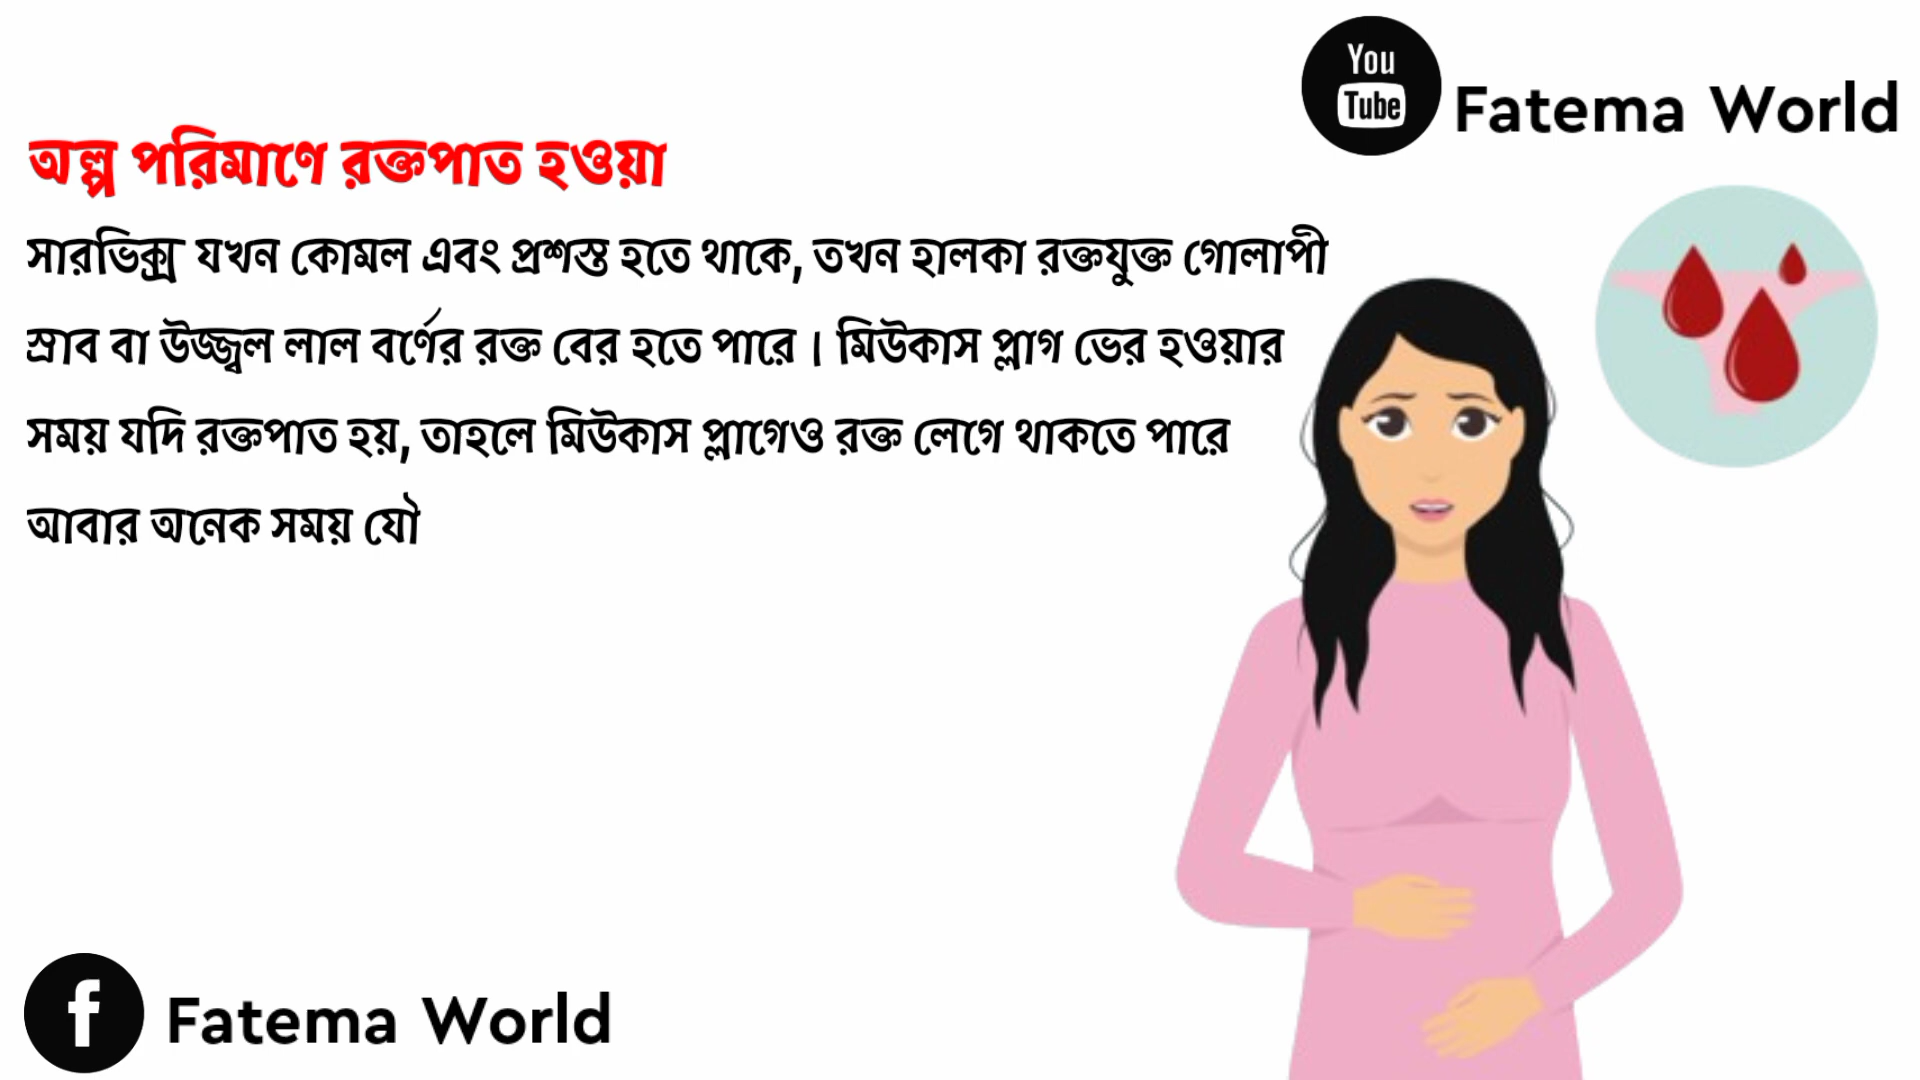 You
Tube
Fatema World
অল্প পরিমাণে রক্তপাত হওয়া
সারভিক্স যখন কোমল এবং প্রশস্ত হতে থাকে, তখন হালকা রক্তযুক্ত গোলাপী
স্রাব বা উজ্জ্বল লাল বর্ণের রক্ত বের হতে পারে । মিউকাস প্লাগ ভের হওয়ার
সময় যদি রক্তপাত হয়, তাহলে মিউকাস প্লাগেও রক্ত লেগে থাকতে পারে
আবার অনেক সময় যৌ
f Fatema World